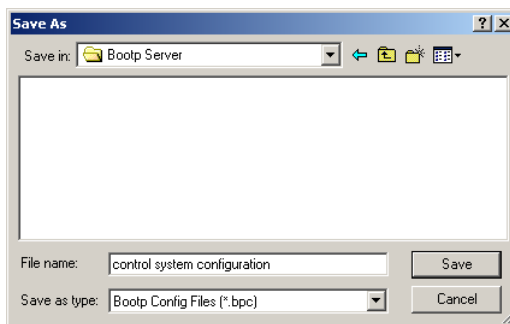 Save As
Save in: Bootp Server
File name: control system configuration Save
Save as type: Bootp Config Files (*.bpc) Cancel